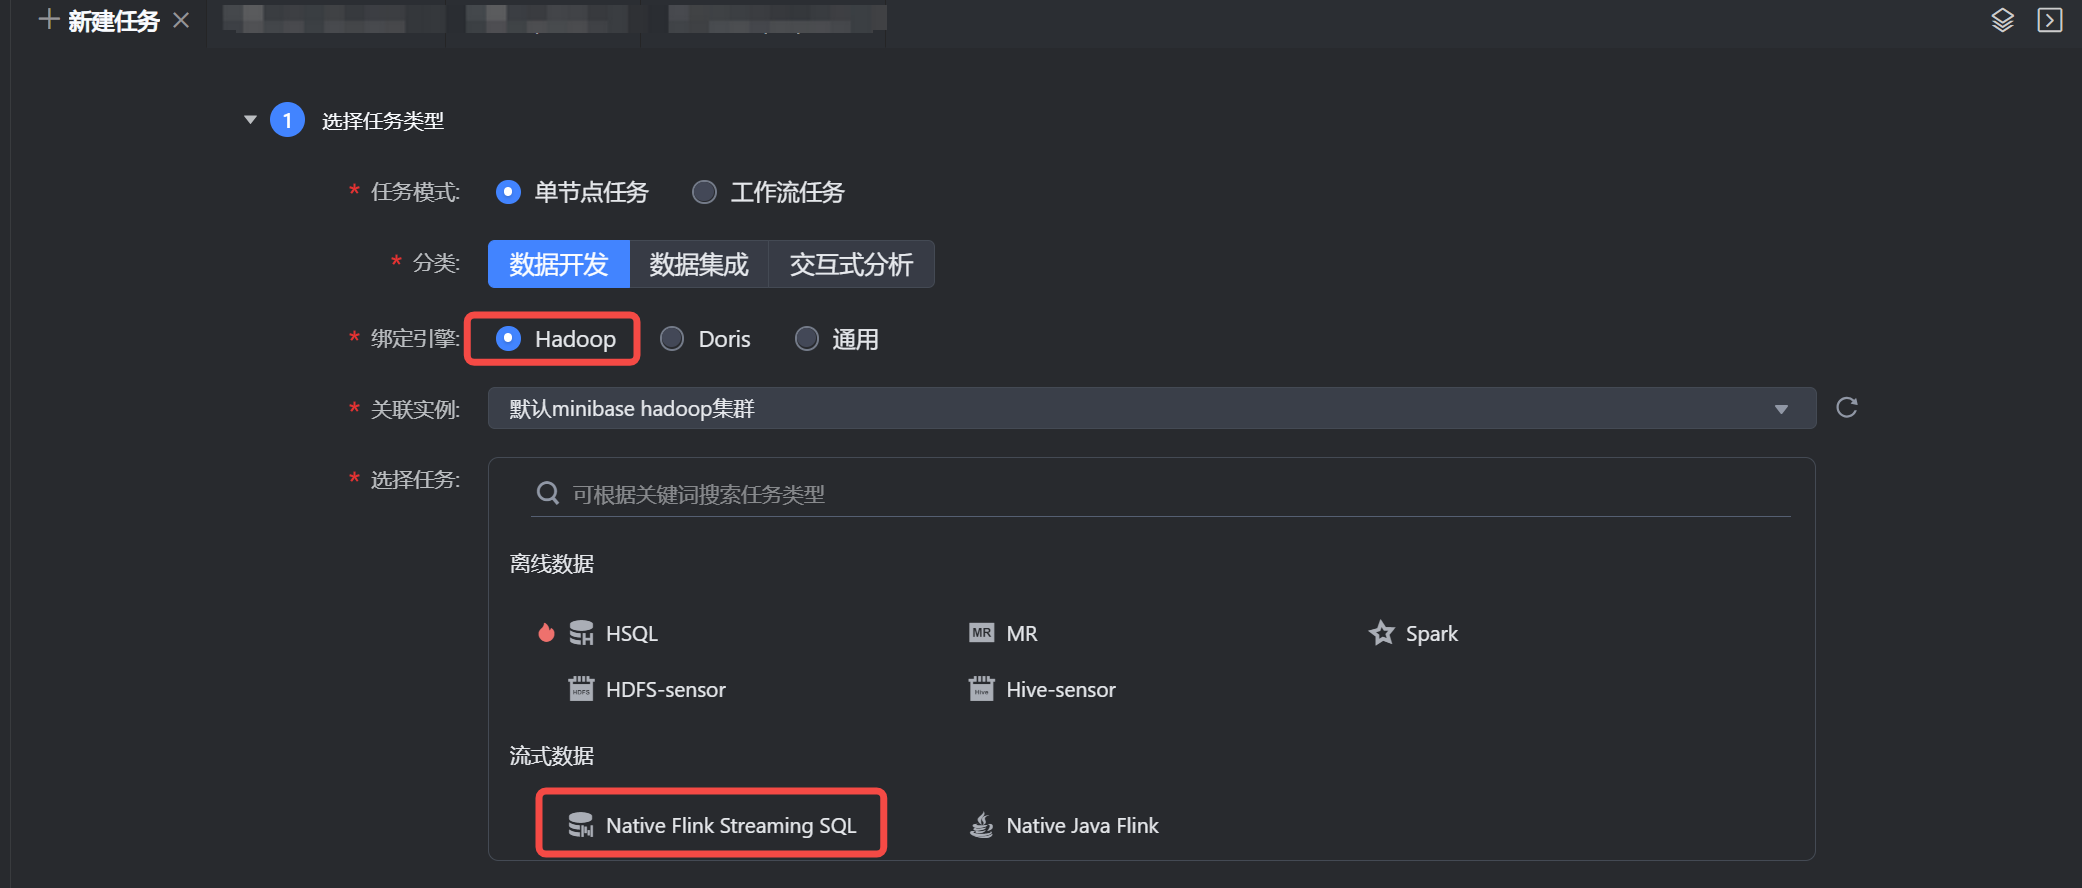 新建任务
1 选择任务类型
* 任务模式: 单节点任务 工作流任务
* 分类: 数据开发 数据集成 交互式分析
* 绑定引擎: Hadoop Doris 通用
* 关联实例: 默认minibase hadoop集群
* 选择任务: 可根据关键词搜索任务类型
离线数据
HSQL MR MR Spark
HDFS HDFS-sensor Hive Hive-sensor
流式数据
Native Flink Streaming SQL Native Java Flink